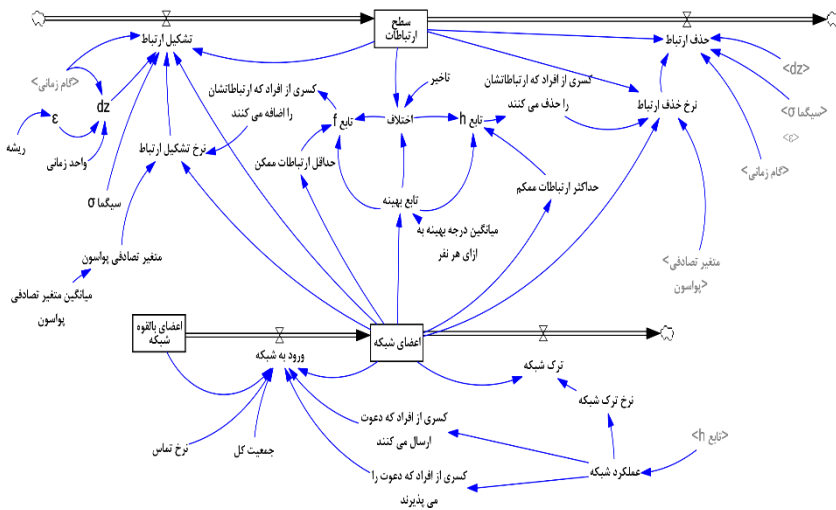 سطح
ارتباطات
تشکیل ارتباط
حذف ارتباط
<dz>
<گام زمانی>
تاخیر
کسری از افراد که ارتباطاتشان
را حذف می کنند
کسری از افراد که ارتباطاتشان
را اضافه می کنند
dz
<سیگما σ>
نرخ خذف ارتباط
ε
تابع f
اختلاف
تابع h
<ε>
ریشه
واحد زمانی
نرخ تشکیل ارتباط
حداقل ارتباطات ممکن
<گام زمانی>
حداکثر ارتباطات ممکم
سیگما σ
تابع بهینه
میانگین درجه بهینه به
ازای هر نفر
متغیر تصادفی پواسون
<متغیر تصادفی
پواسون>
میانگین متغیر تصادفی
پواسون
اعضای بالقوه
شبکه
اعضای شبکه
ورود به شبکه
ترک شبکه
نرخ ترک شبکه
کسری از افراد که دعوت
ارسال می کنند
نرخ تماس
جمعیت کل
<تابع h>
عملکرد شبکه
کسری از افراد که دعوت را
می پذیرند